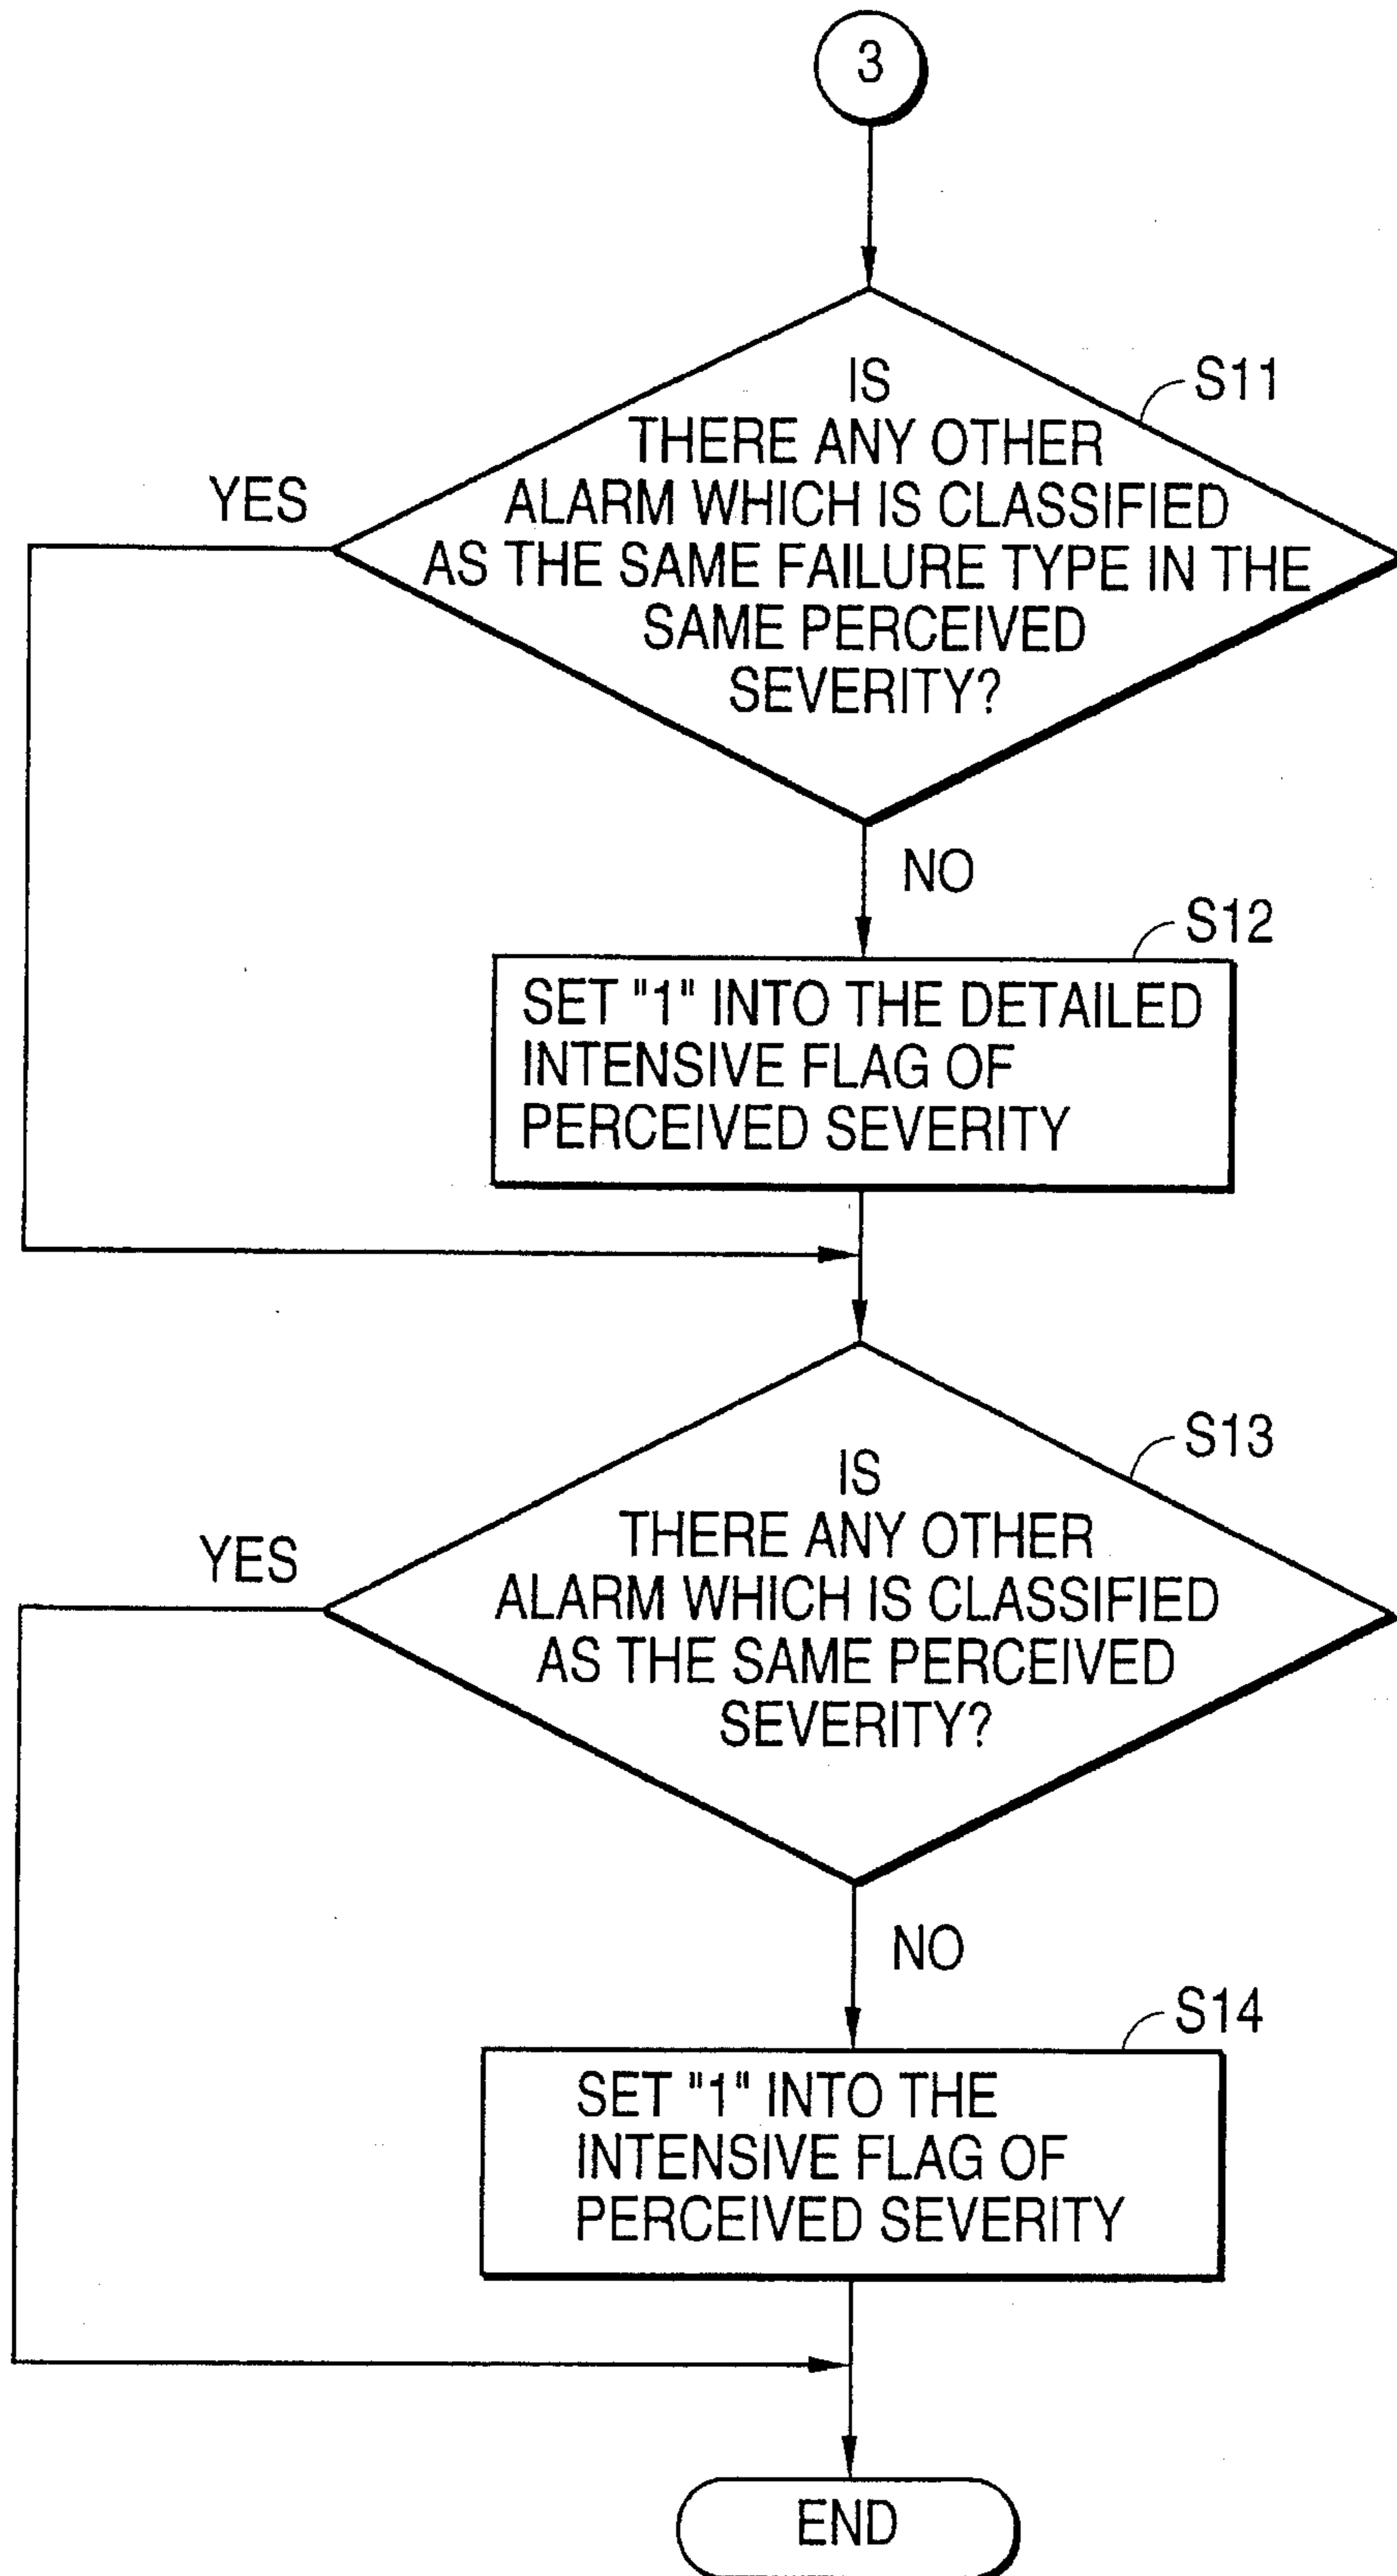 3
IS
THERE ANY OTHER
ALARM WHICH IS CLASSIFIED
AS THE SAME FAILURE TYPE IN THE
SAME PERCEIVED
SEVERITY?
S11
YES
NO
S12
SET "1" INTO THE DETAILED
INTENSIVE FLAG OF
PERCEIVED SEVERITY
S13
IS
THERE ANY OTHER
ALARM WHICH IS CLASSIFIED
AS THE SAME PERCEIVED
SEVERITY?
YES
NO
S14
SET "1" INTO THE
INTENSIVE FLAG OF
PERCEIVED SEVERITY
END